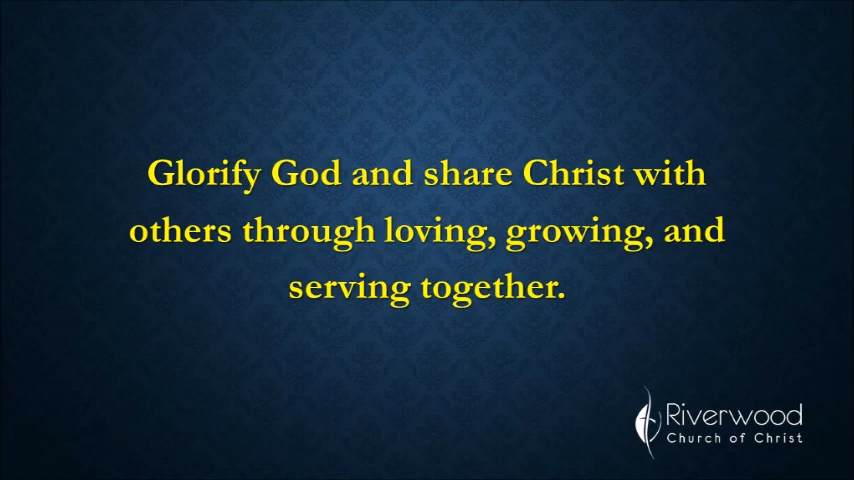 Glorify God and share Christ with
others through loving, growing, and
serving together.
Riverwood
Church of Christ